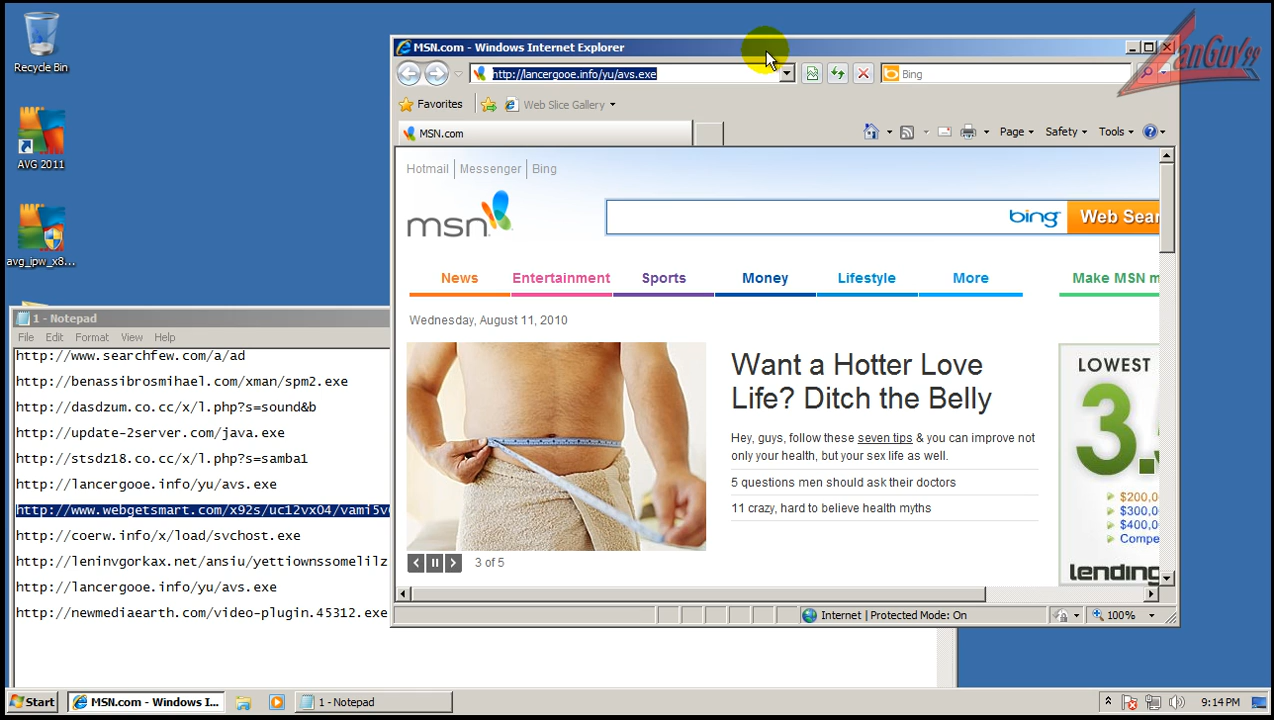 Recycle Bin
AVG 2011
avg_ipw_x8...
MSN.com - Windows Internet Explorer
http://lancergooe.info/yu/avs.exe
Bing
Favorites
Web Slice Gallery
MSN.com
Page
Safety
Tools
Hotmail
Messenger
Bing
msn
bing
Web Sear
News
Entertainment
Sports
Money
Lifestyle
More
Make MSN m
Wednesday, August 11, 2010
Want a Hotter Love
Life? Ditch the Belly
Hey, guys, follow these seven tips & you can improve not
only your health, but your sex life as well.
5 questions men should ask their doctors
11 crazy, hard to believe health myths
3 of 5
LOWEST
3.
$200,0
$300,0
$400,0
Compe
lending
Internet | Protected Mode: On
100%
1 - Notepad
File
Edit
Format
View
Help
http://www.searchfew.com/a/ad
http://benassibrosmihael.com/xman/spm2.exe
http://dasdzum.co.cc/x/l.php?s=sound&b
http://update-2server.com/java.exe
http://stsdz18.co.cc/x/l.php?s=samba1
http://lancergooe.info/yu/avs.exe
http://www.webgetsmart.com/x92s/uc12vx04/vami5v
http://coerw.info/x/load/svchost.exe
http://leninvgorkax.net/ansiu/yettiownssomelilz
http://lancergooe.info/yu/avs.exe
http://newmediaearth.com/video-plugin.45312.exe
Start
MSN.com - Windows I...
1 - Notepad
9:14 PM